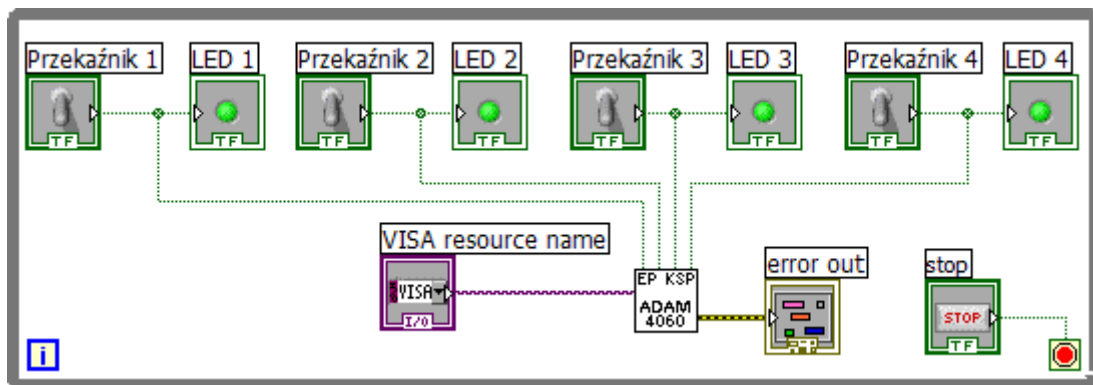 Przekaźnik 1
LED 1
Przekaźnik 2
LED 2
Przekaźnik 3
LED 3
Przekaźnik 4
LED 4
TF
TF
TF
TF
TF
TF
TF
TF
VISA resource name
error out
stop
VISA
I/O
EP KSP
ADAM
4060
STOP
TF
i